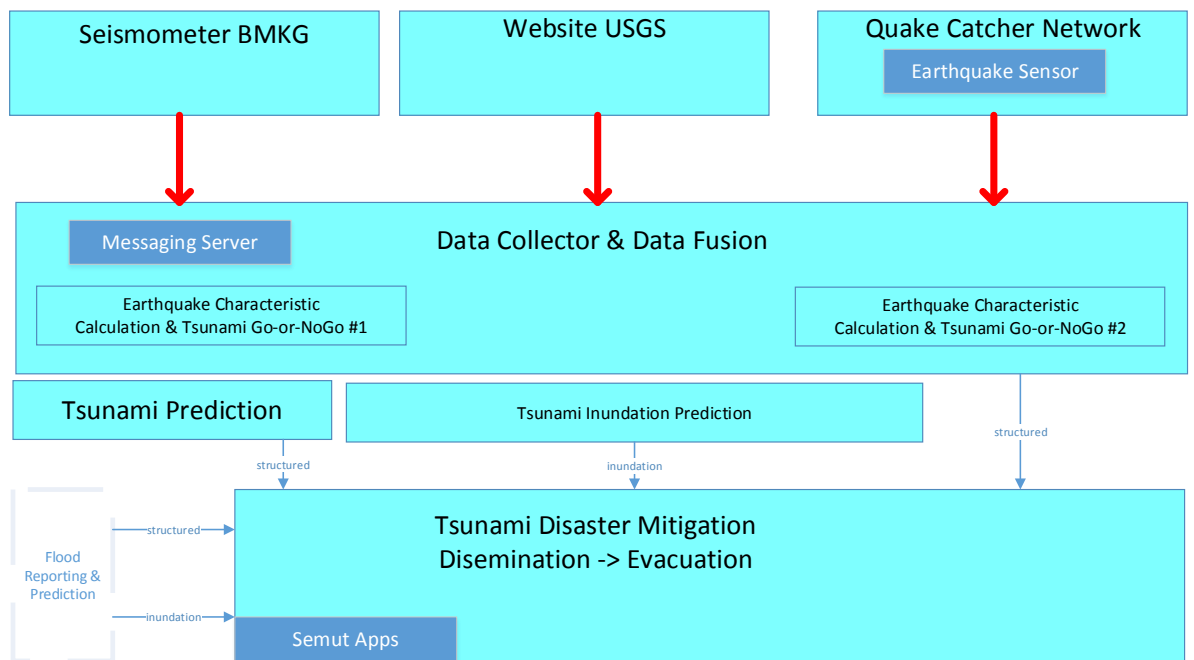 Seismometer BMKG
Website USGS
Quake Catcher Network
Earthquake Sensor
Messaging Server
Data Collector & Data Fusion
Earthquake Characteristic
Calculation & Tsunami Go-or-NoGo #1
Earthquake Characteristic
Calculation & Tsunami Go-or-NoGo #2
Tsunami Prediction
Tsunami Inundation Prediction
structured
inundation
structured
Flood
Reporting &
Prediction
structured
inundation
Tsunami Disaster Mitigation
Disemination -> Evacuation
Semut Apps